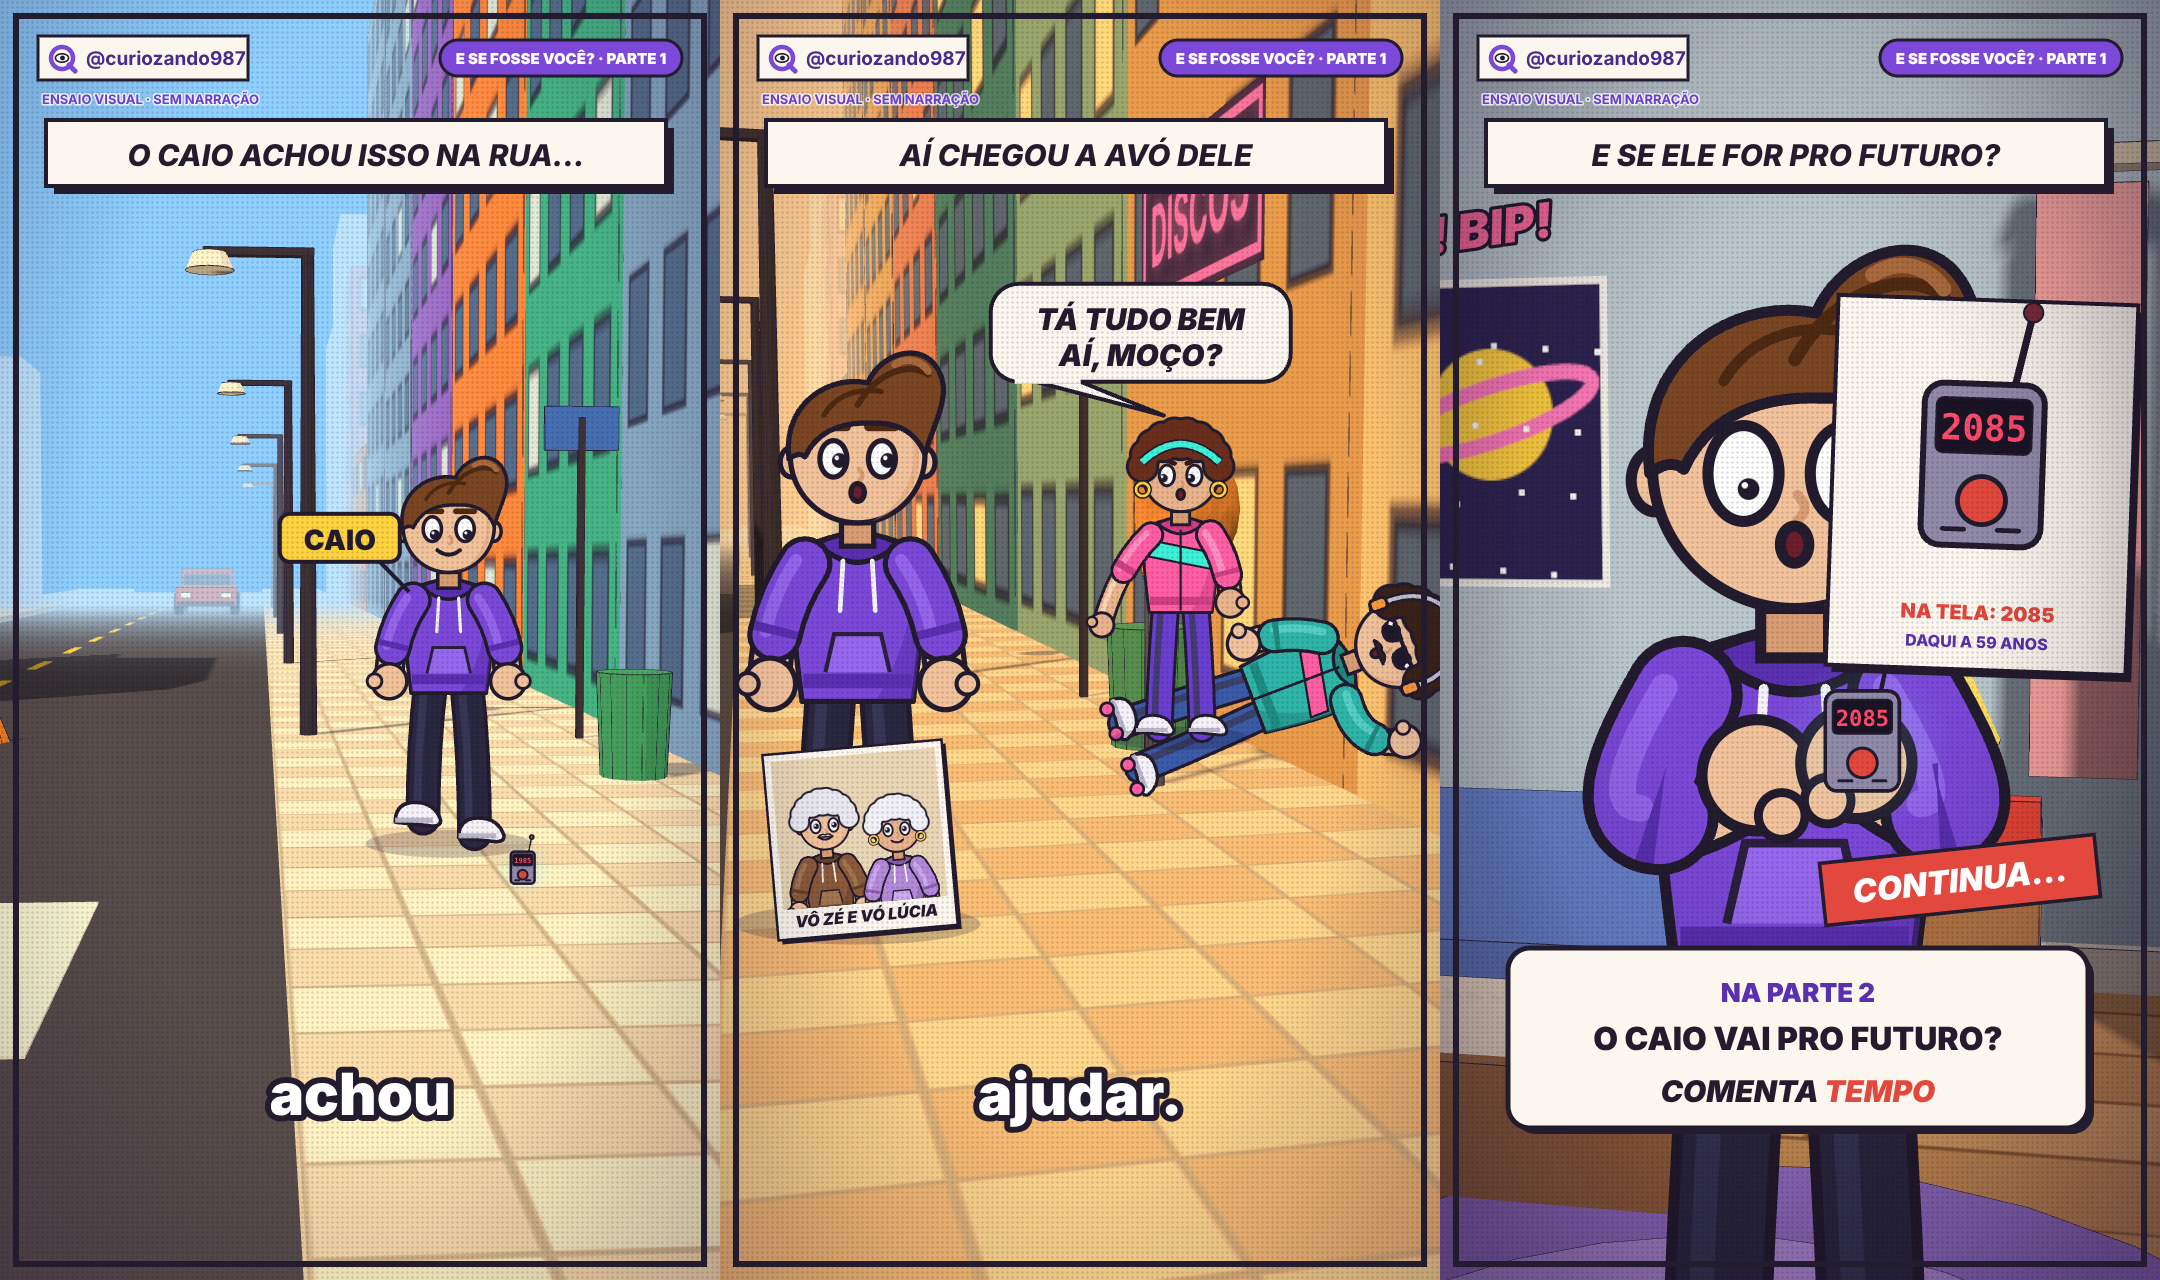 @curiozando987
E SE FOSSE VOCÊ? · PARTE 1
ENSAIO VISUAL · SEM NARRAÇÃO
O CAIO ACHOU ISSO NA RUA...
CAIO
1985
achou
@curiozando987
E SE FOSSE VOCÊ? · PARTE 1
ENSAIO VISUAL · SEM NARRAÇÃO
AÍ CHEGOU A AVÓ DELE
DISCOS
TÁ TUDO BEM
AÍ, MOÇO?
VÔ ZÉ E VÓ LÚCIA
ajudar.
@curiozando987
E SE FOSSE VOCÊ? · PARTE 1
ENSAIO VISUAL · SEM NARRAÇÃO
E SE ELE FOR PRO FUTURO?
! BIP!
2085
NA TELA: 2085
DAQUI A 59 ANOS
2085
CONTINUA...
NA PARTE 2
O CAIO VAI PRO FUTURO?
COMENTA TEMPO